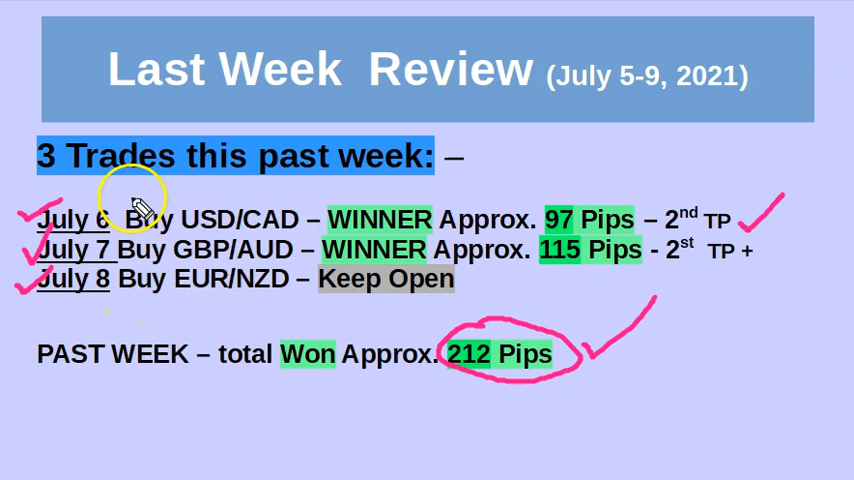 Last Week Review (July 5-9, 2021)
3 Trades this past week: –
July 6 Buy USD/CAD – WINNER Approx. 97 Pips – 2nd TP
July 7 Buy GBP/AUD – WINNER Approx. 115 Pips - 2st TP +
July 8 Buy EUR/NZD – Keep Open
PAST WEEK – total Won Approx. 212 Pips